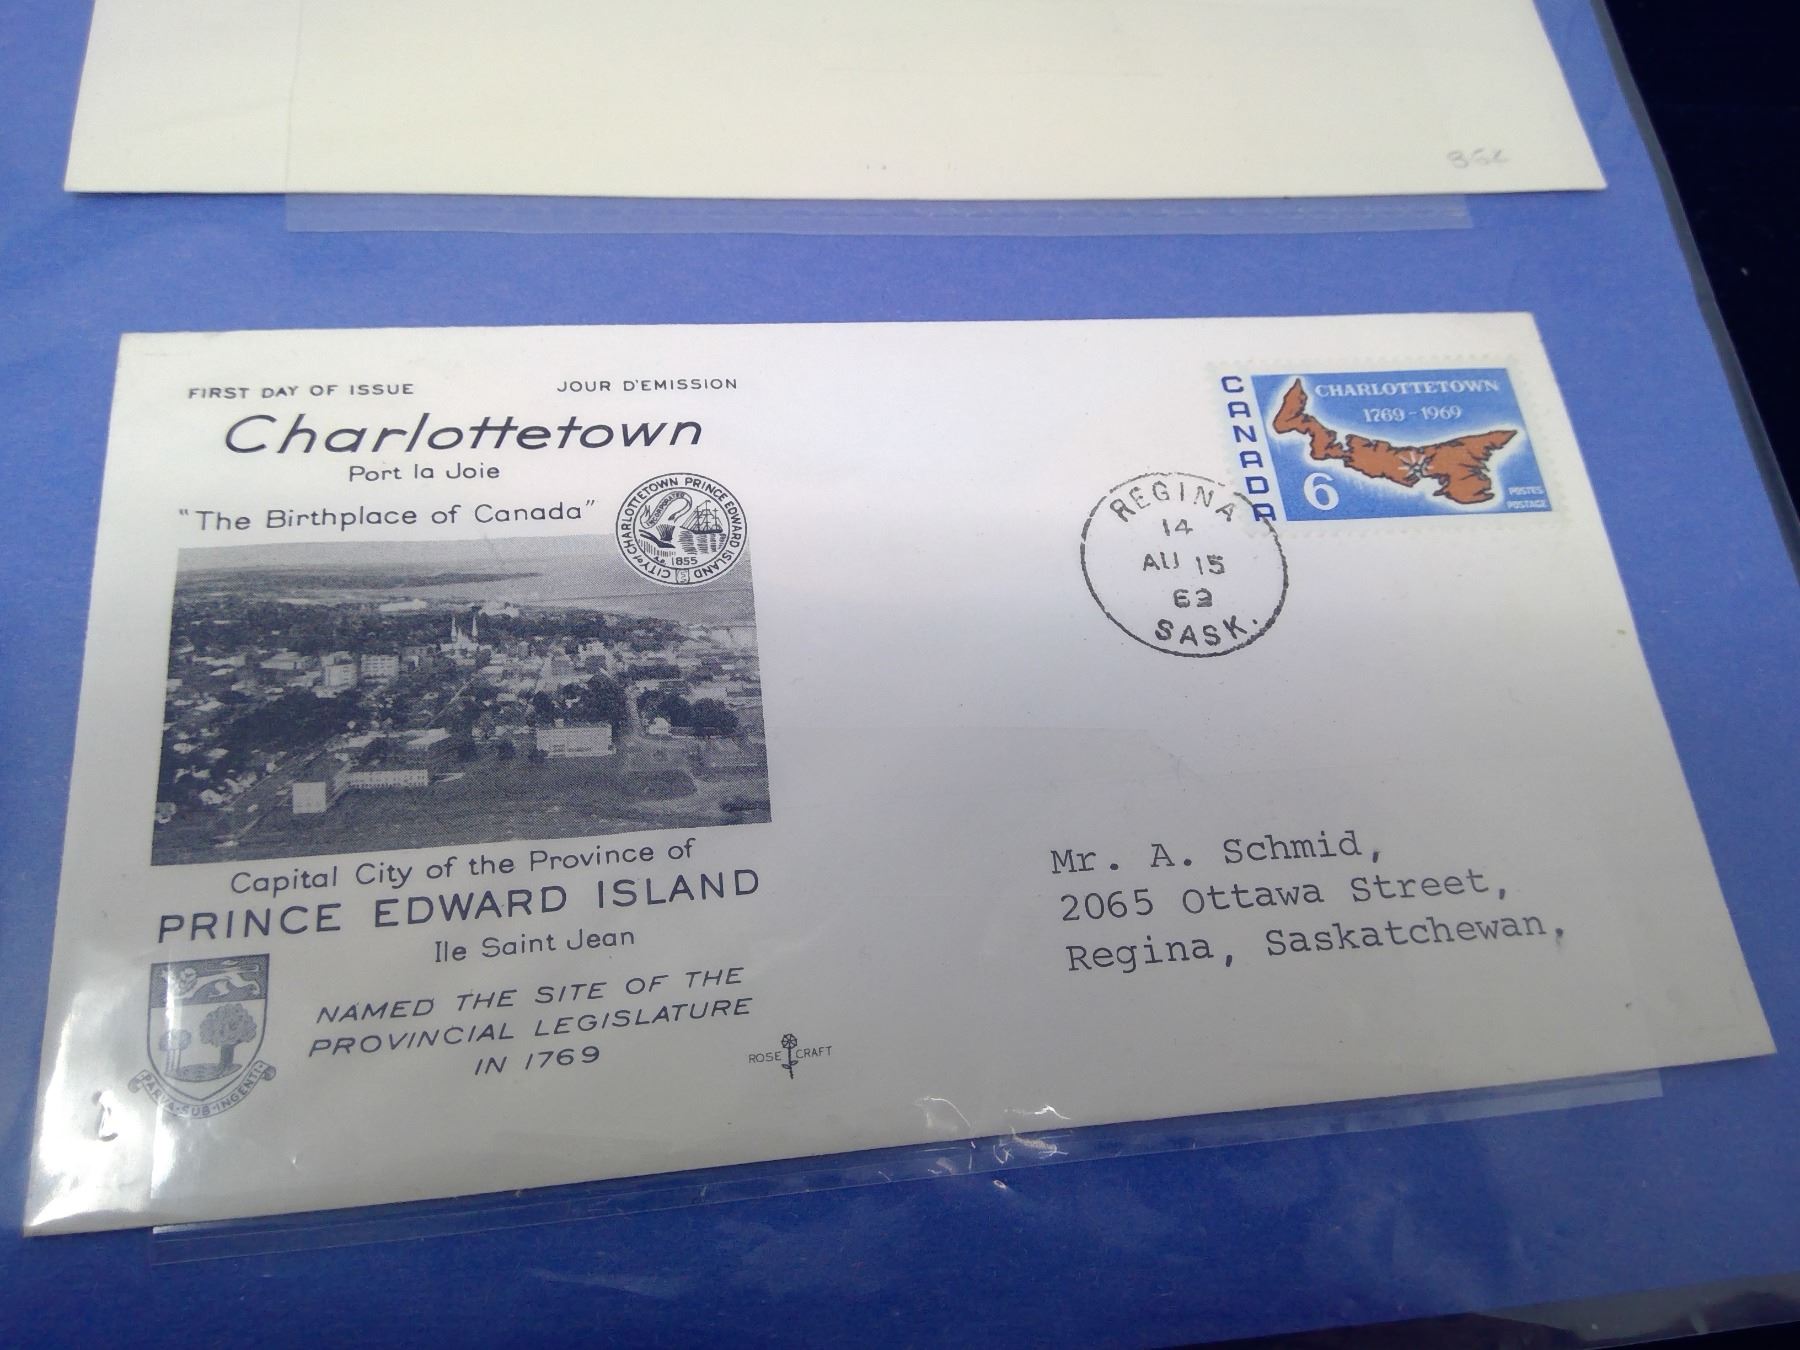 FIRST DAY OF ISSUE JOUR D'EMISSION
Charlottetown
Port la Joie
"The Birthplace of Canada"
CITY of CHARLOTTETOWN PRINCE EDWARD ISLAND
INCORPORATED
1855
Capital City of the Province of
PRINCE EDWARD ISLAND
Ile Saint Jean
NAMED THE SITE OF THE
PROVINCIAL LEGISLATURE
IN 1769
PARVA·SUB·INGENTI
ROSE CRAFT
CANADA
CHARLOTTETOWN
1769-1969
6
POSTES
POSTAGE
REGINA
14
AU 15
69
SASK.
Mr. A. Schmid,
2065 Ottawa Street,
Regina, Saskatchewan,